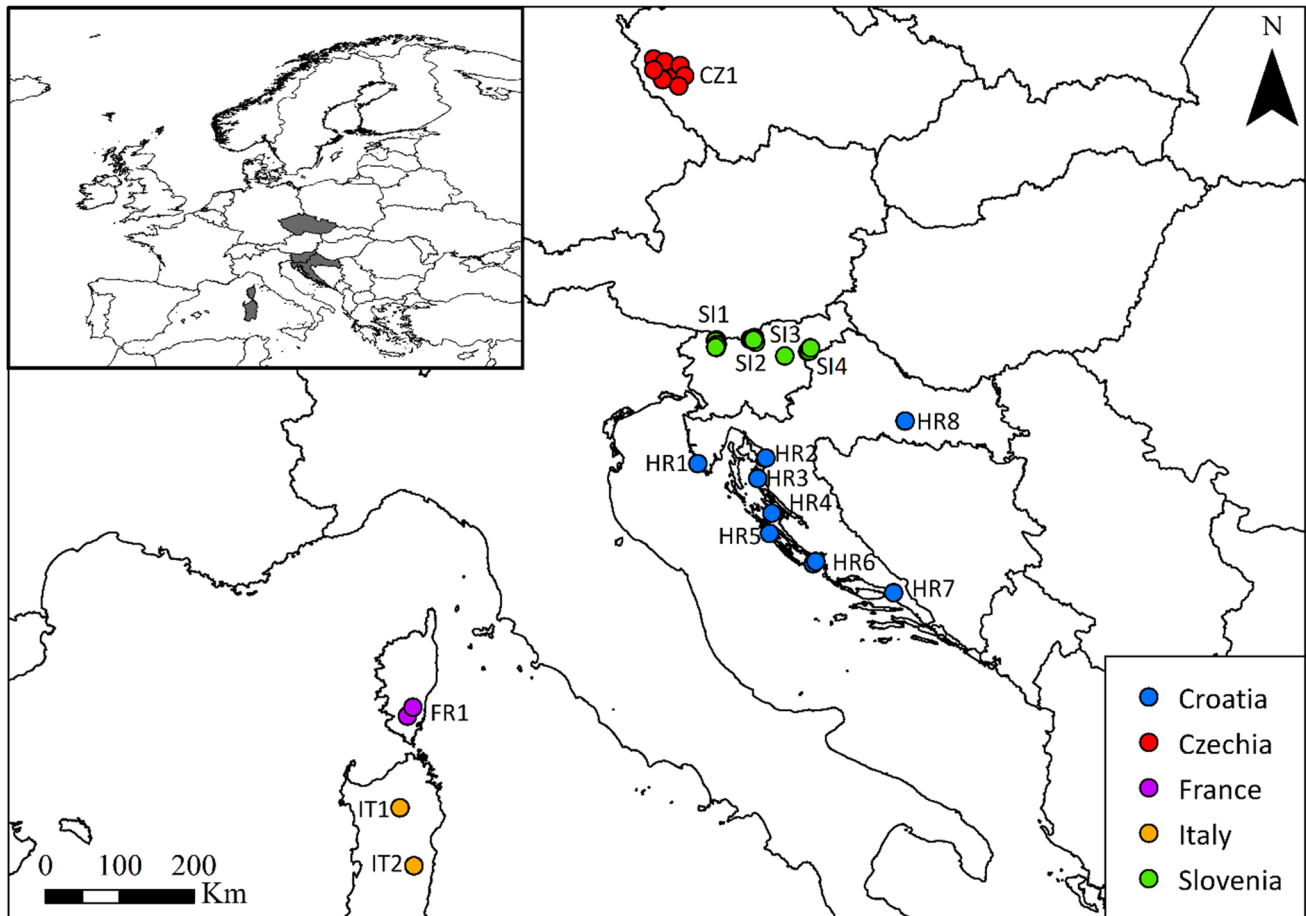 N
CZ1
SI1
SI3
SI2
SI4
HR8
HR2
HR1
HR3
HR4
HR5
HR6
HR7
FR1
IT1
IT2
0 100 200
Km
Croatia
Czechia
France
Italy
Slovenia